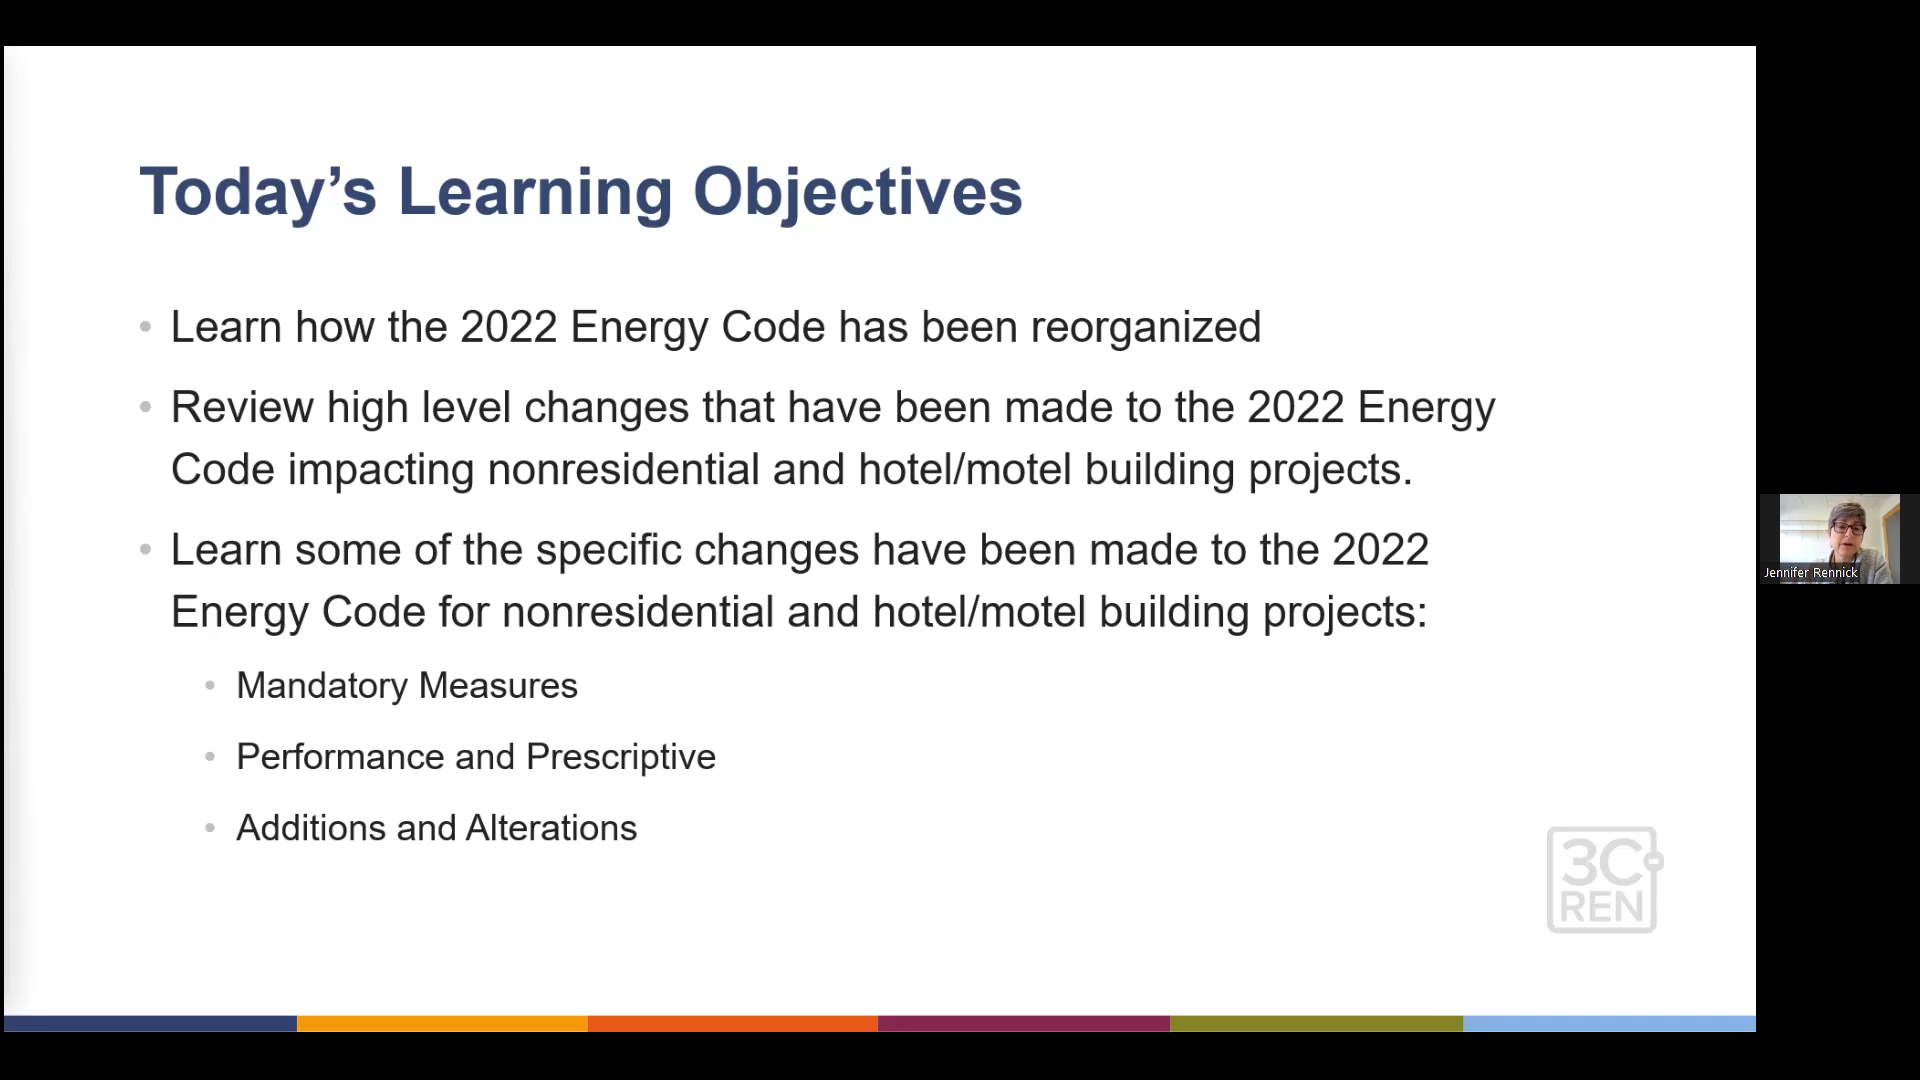 Today’s Learning Objectives
• Learn how the 2022 Energy Code has been reorganized
• Review high level changes that have been made to the 2022 Energy
Code impacting nonresidential and hotel/motel building projects.
• Learn some of the specific changes have been made to the 2022
Energy Code for nonresidential and hotel/motel building projects:
• Mandatory Measures
• Performance and Prescriptive
• Additions and Alterations
3C-
REN
Jennifer Rennick